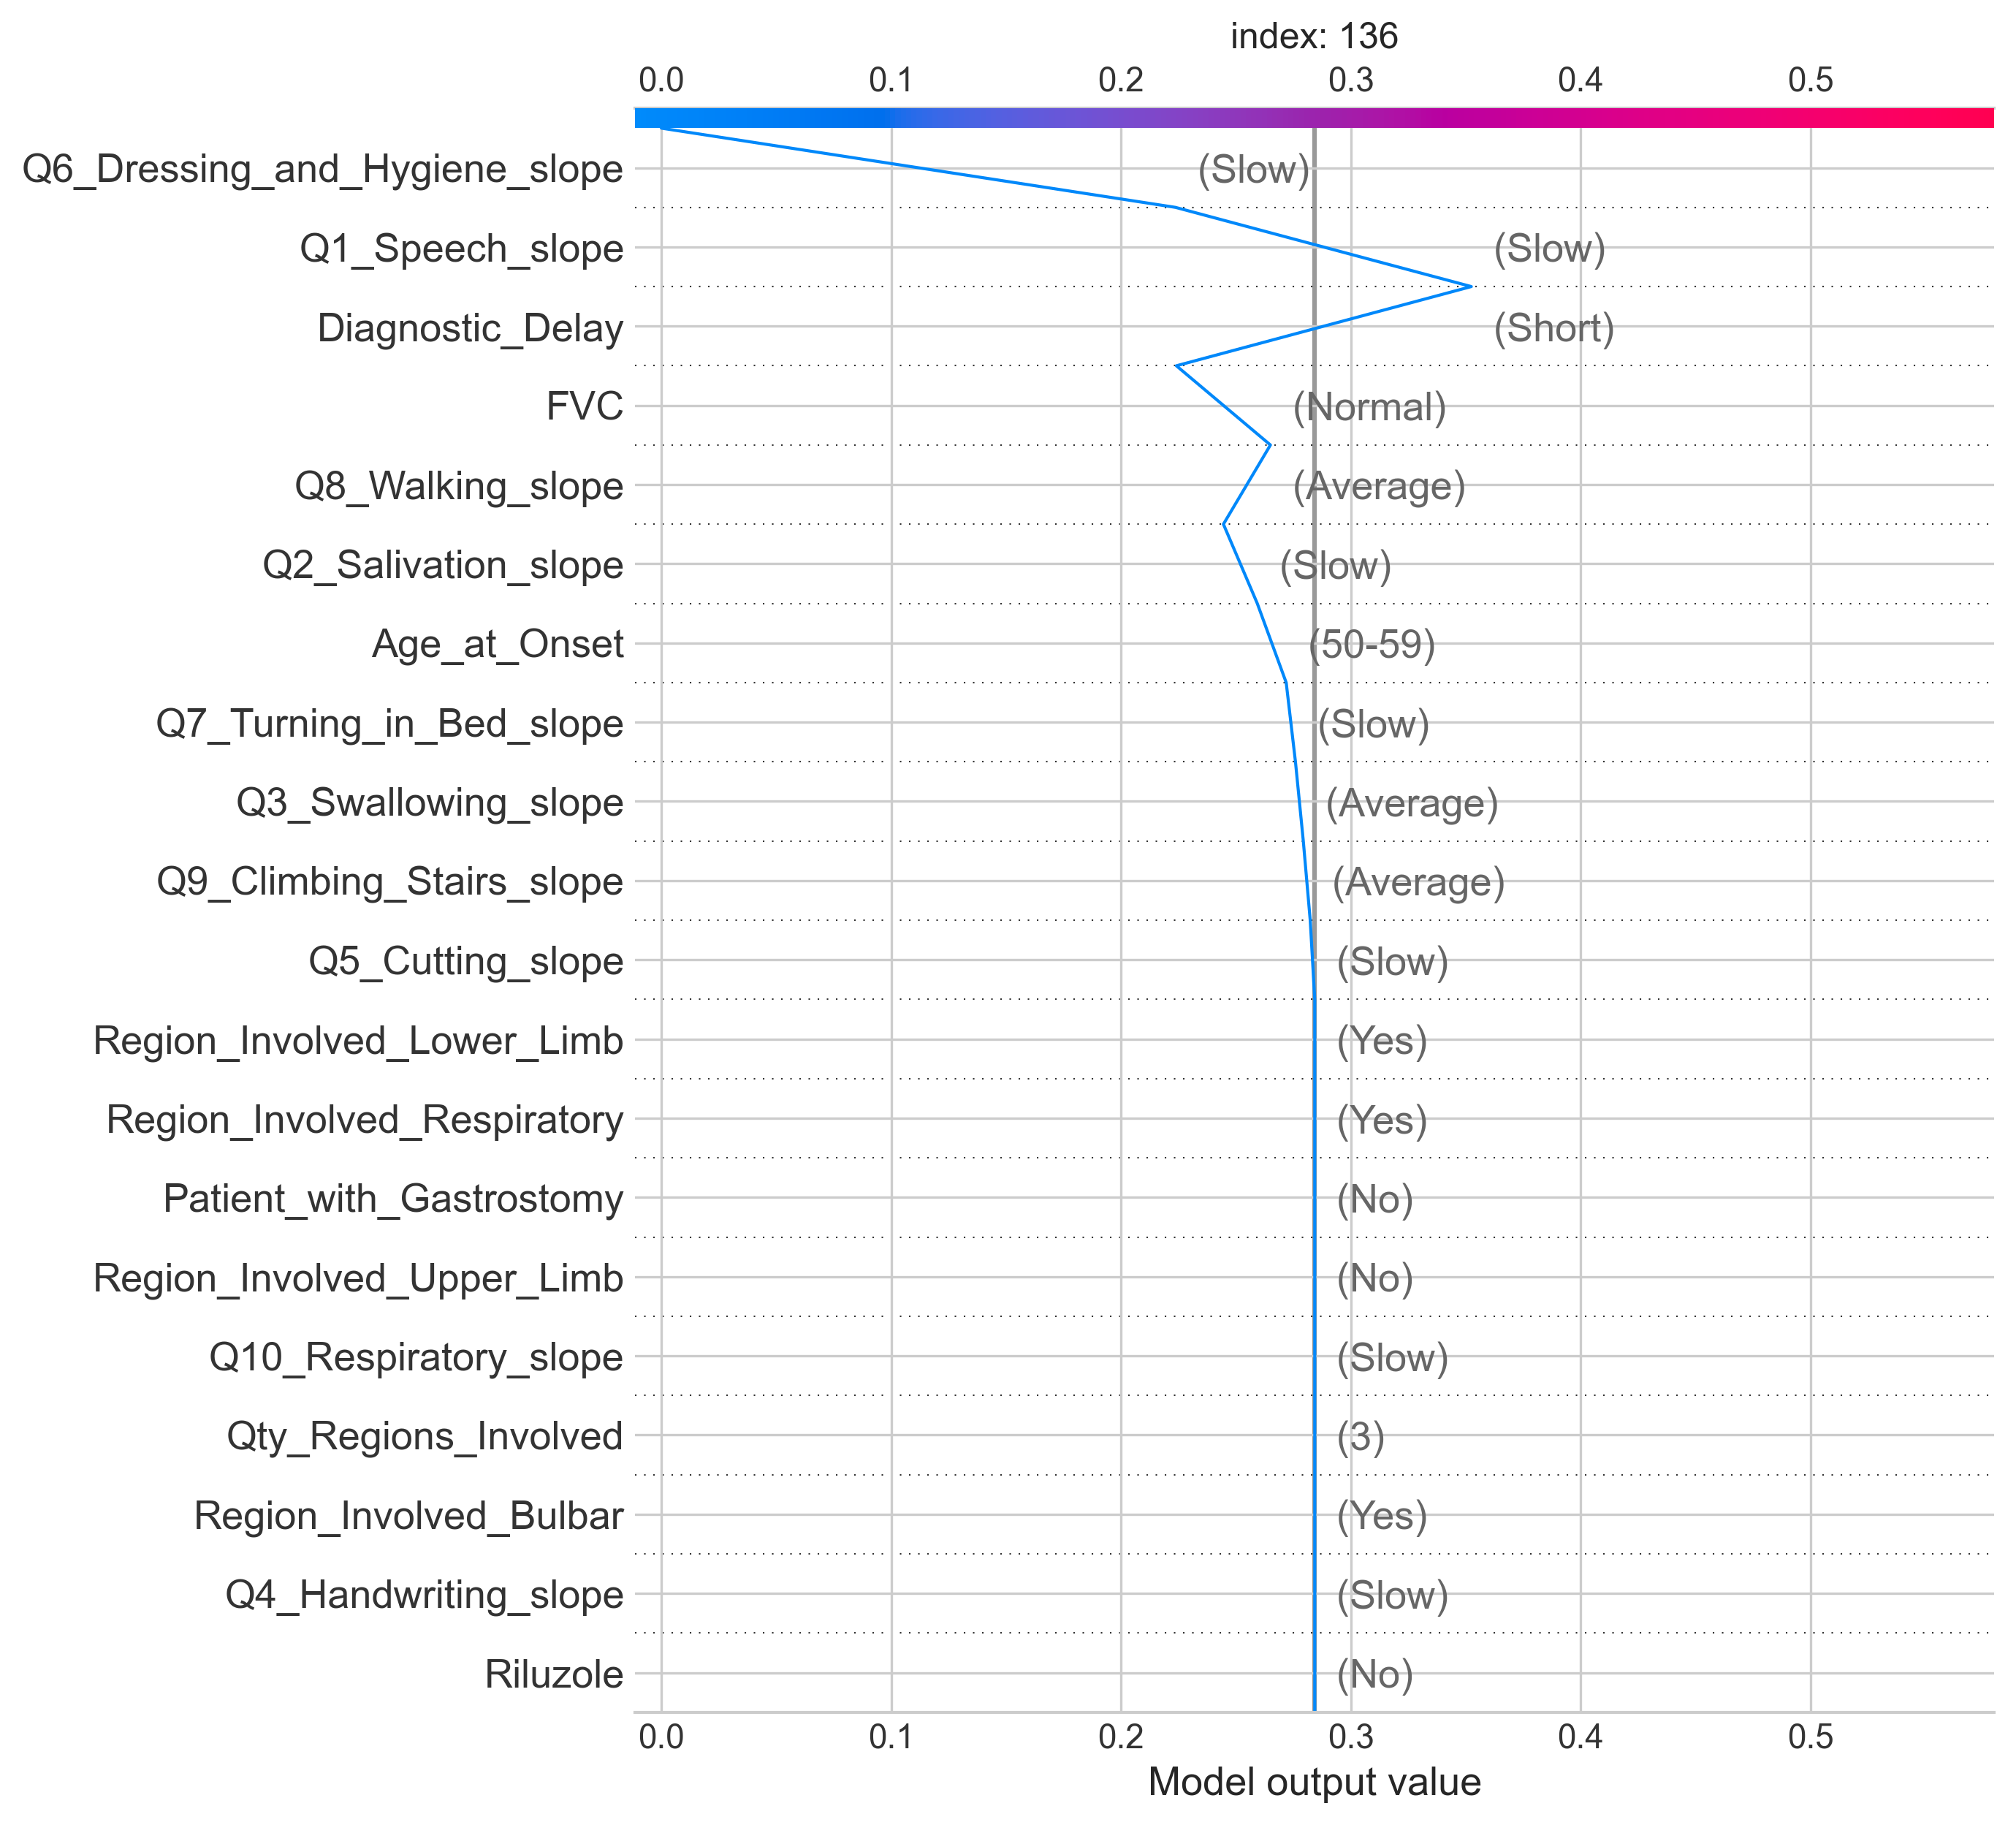 index: 136
0.0 0.1 0.2 0.3 0.4 0.5
Q6_Dressing_and_Hygiene_slope (Slow)
Q1_Speech_slope (Slow)
Diagnostic_Delay (Short)
FVC (Normal)
Q8_Walking_slope (Average)
Q2_Salivation_slope (Slow)
Age_at_Onset (50-59)
Q7_Turning_in_Bed_slope (Slow)
Q3_Swallowing_slope (Average)
Q9_Climbing_Stairs_slope (Average)
Q5_Cutting_slope (Slow)
Region_Involved_Lower_Limb (Yes)
Region_Involved_Respiratory (Yes)
Patient_with_Gastrostomy (No)
Region_Involved_Upper_Limb (No)
Q10_Respiratory_slope (Slow)
Qty_Regions_Involved (3)
Region_Involved_Bulbar (Yes)
Q4_Handwriting_slope (Slow)
Riluzole (No)
0.0 0.1 0.2 0.3 0.4 0.5
Model output value